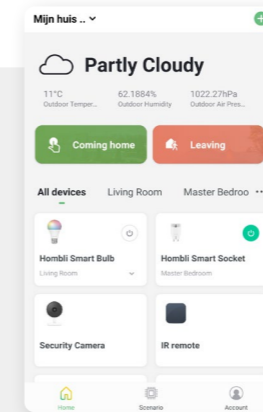 Mijn huis ..
Partly Cloudy
11°C 62.1884% 1022.27hPa
Outdoor Temper... Outdoor Humidity Outdoor Air Pres...
Coming home Leaving
All devices Living Room Master Bedroo ...
Hombli Smart Bulb Hombli Smart Socket
Living Room Master Bedroom
Security Camera IR remote
Home Scenario Account